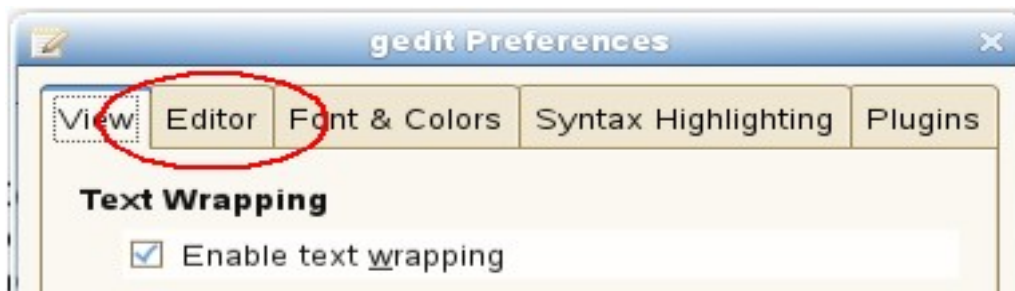 gedit Preferences
View Editor Font & Colors Syntax Highlighting Plugins
Text Wrapping
Enable text wrapping